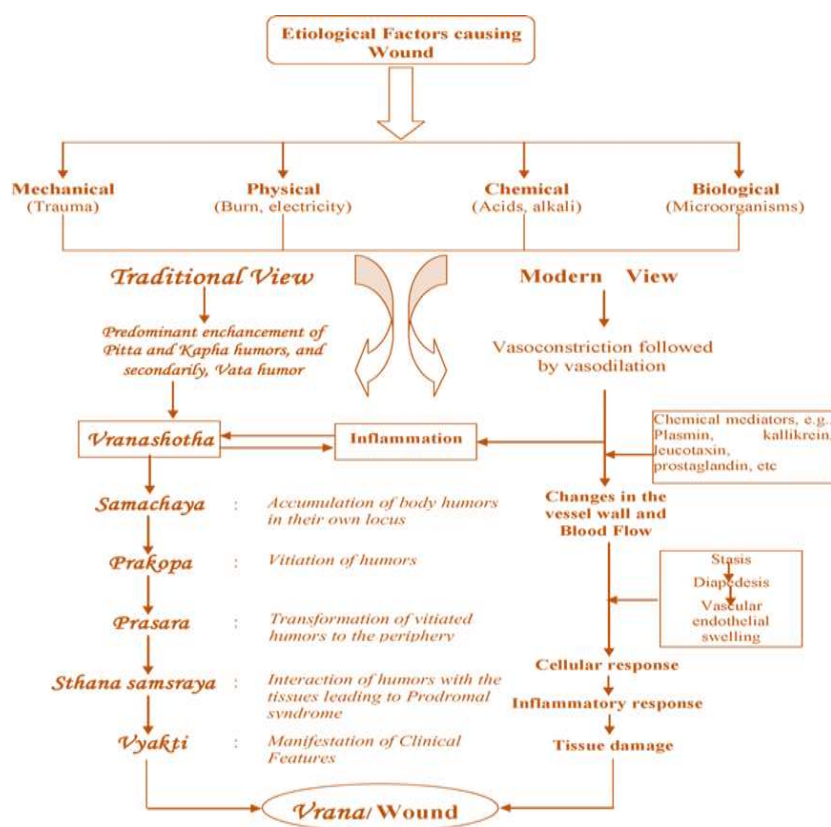 Etiological Factors causing
Wound
Mechanical
(Trauma)
Physical
(Burn, electricity)
Chemical
(Acids, alkali)
Biological
(Microorganisms)
Traditional View
Modern View
Predominant enchancement of
Pitta and Kapha humors, and
secondarily, Vata humor
Vasoconstriction followed
by vasodilation
Vranashotha
Inflammation
Chemical mediators, e.g.,
Plasmin, kallikrein,
leucotaxin,
prostaglandin, etc
Changes in the
vessel wall and
Blood Flow
Samachaya : Accumulation of body humors
in their own locus
Prakopa : Vitiation of humors
Stasis
Diapedesis
Vascular
endothelial
swelling
Prasara : Transformation of vitiated
humors to the periphery
Cellular response
Sthana samsraya : Interaction of humors with the
tissues leading to Prodromal
syndrome
Inflammatory response
Vyakti : Manifestation of Clinical
Features
Tissue damage
Vrana/ Wound